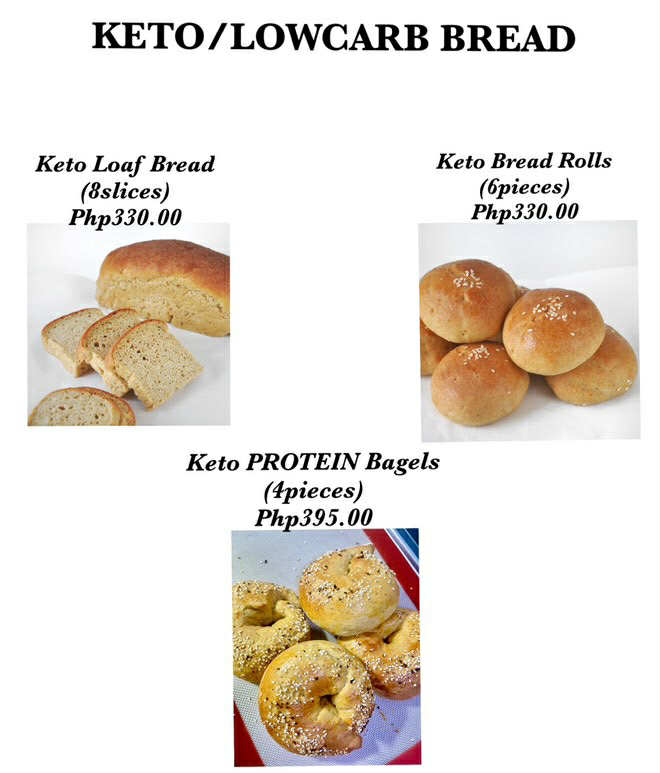 KETO/LOWCARB BREAD
Keto Loaf Bread
(8slices)
Php330.00
Keto Bread Rolls
(6pieces)
Php330.00
Keto PROTEIN Bagels
(4pieces)
Php395.00